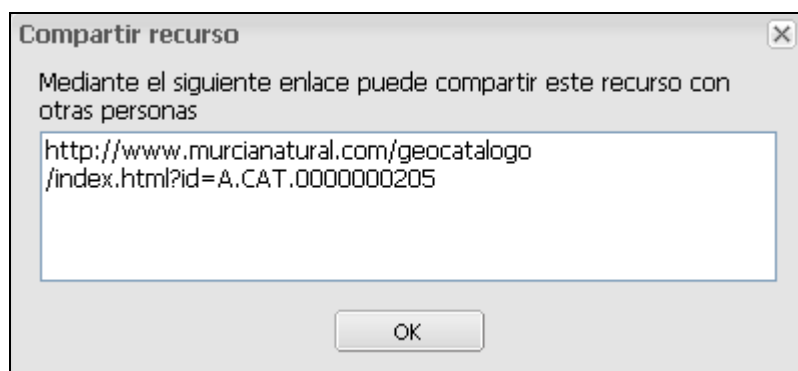 Compartir recurso
Mediante el siguiente enlace puede compartir este recurso con
otras personas
http://www.murcianatural.com/geocatalogo
/index.html?id=A.CAT.0000000205
OK